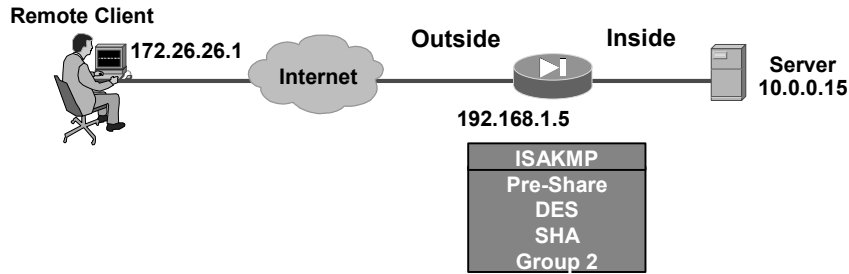 Remote Client
172.26.26.1
Internet
Outside
Inside
192.168.1.5
Server
10.0.0.15
ISAKMP
Pre-Share
DES
SHA
Group 2